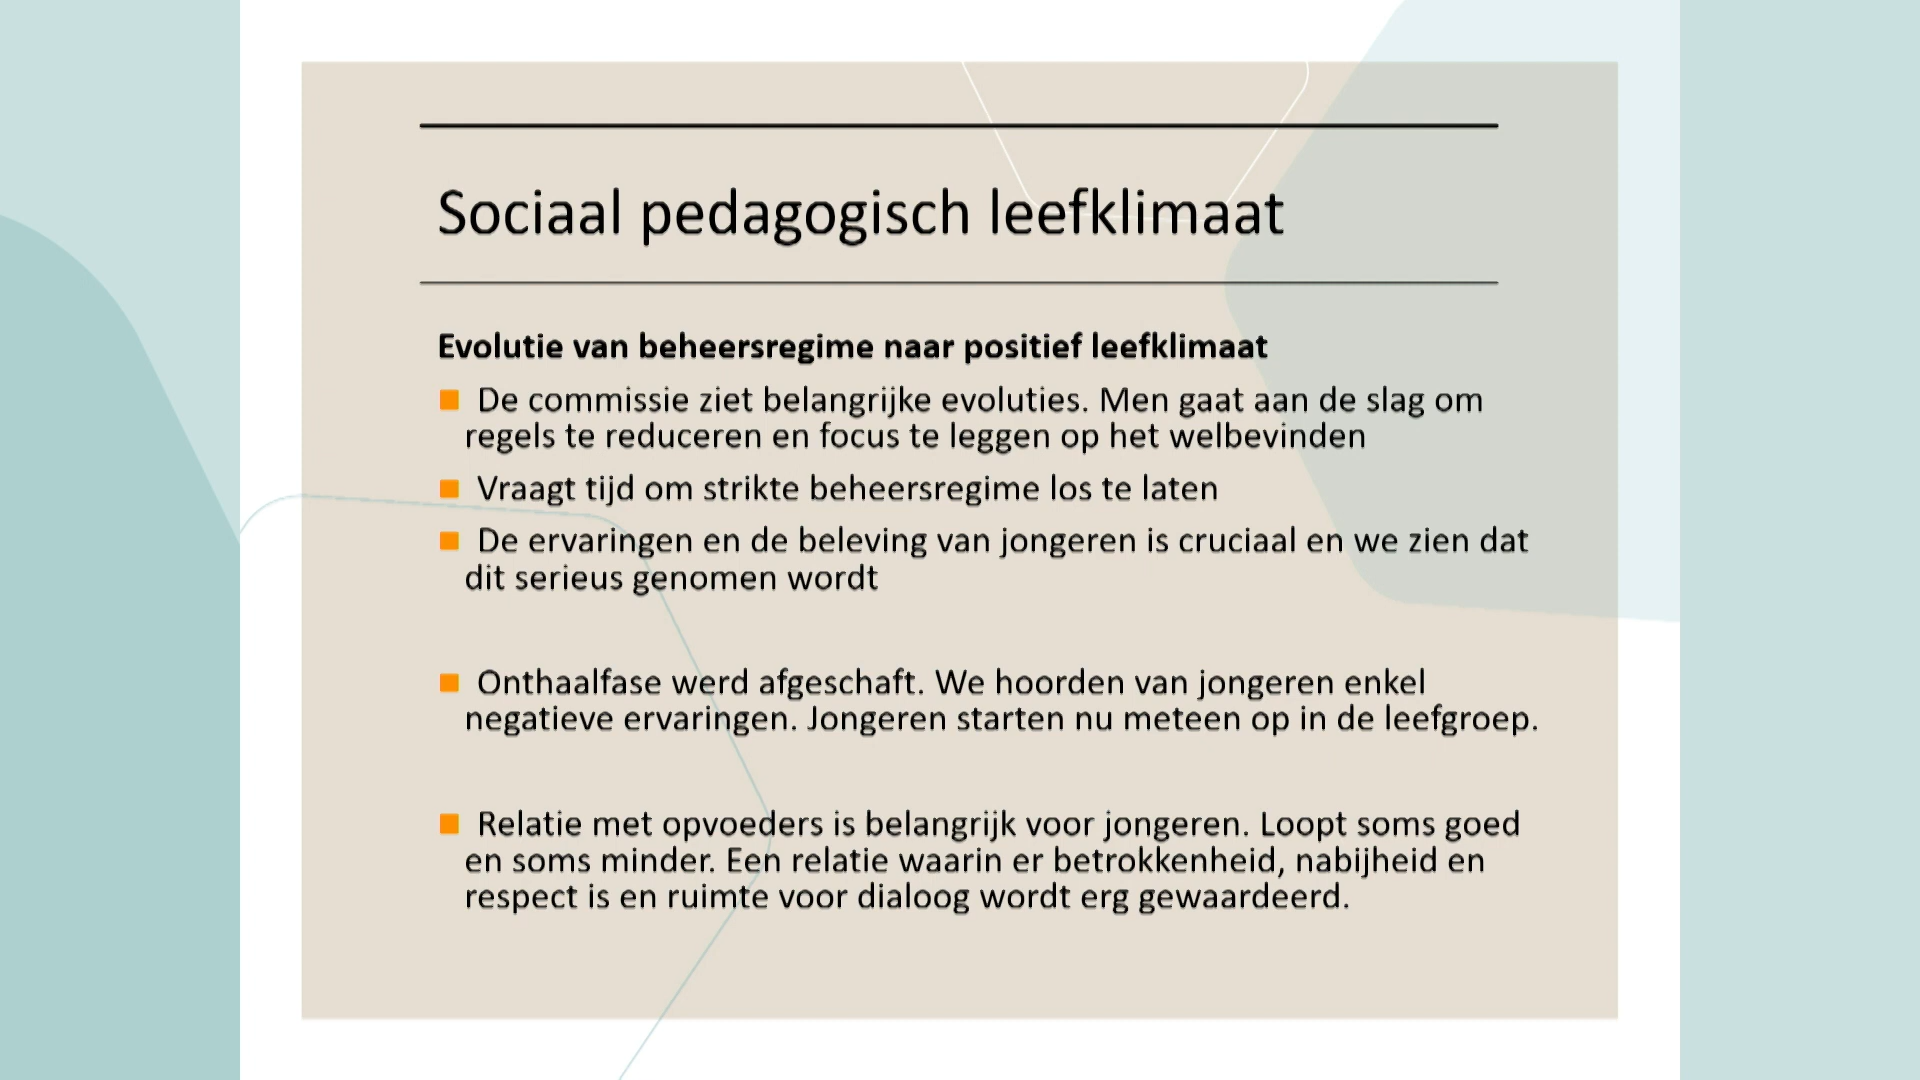 Sociaal pedagogisch leefklimaat
Evolutie van beheersregime naar positief leefklimaat
De commissie ziet belangrijke evoluties. Men gaat aan de slag om
regels te reduceren en focus te leggen op het welbevinden
Vraagt tijd om strikte beheersregime los te laten
De ervaringen en de beleving van jongeren is cruciaal en we zien dat
dit serieus genomen wordt
Onthaalfase werd afgeschaft. We hoorden van jongeren enkel
negatieve ervaringen. Jongeren starten nu meteen op in de leefgroep.
Relatie met opvoeders is belangrijk voor jongeren. Loopt soms goed
en soms minder. Een relatie waarin er betrokkenheid, nabijheid en
respect is en ruimte voor dialoog wordt erg gewaardeerd.